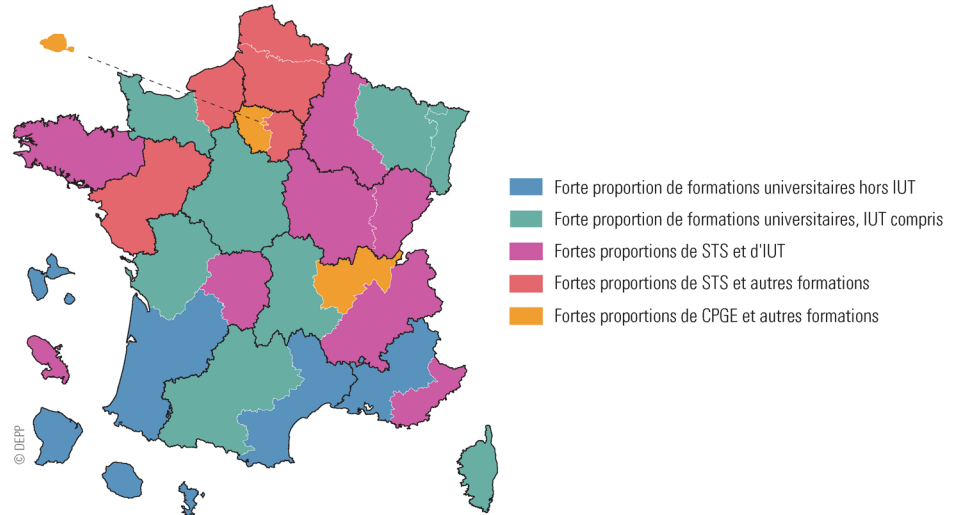 Forte proportion de formations universitaires hors IUT
Forte proportion de formations universitaires, IUT compris
Fortes proportions de STS et d'IUT
Fortes proportions de STS et autres formations
Fortes proportions de CPGE et autres formations
© DEPP